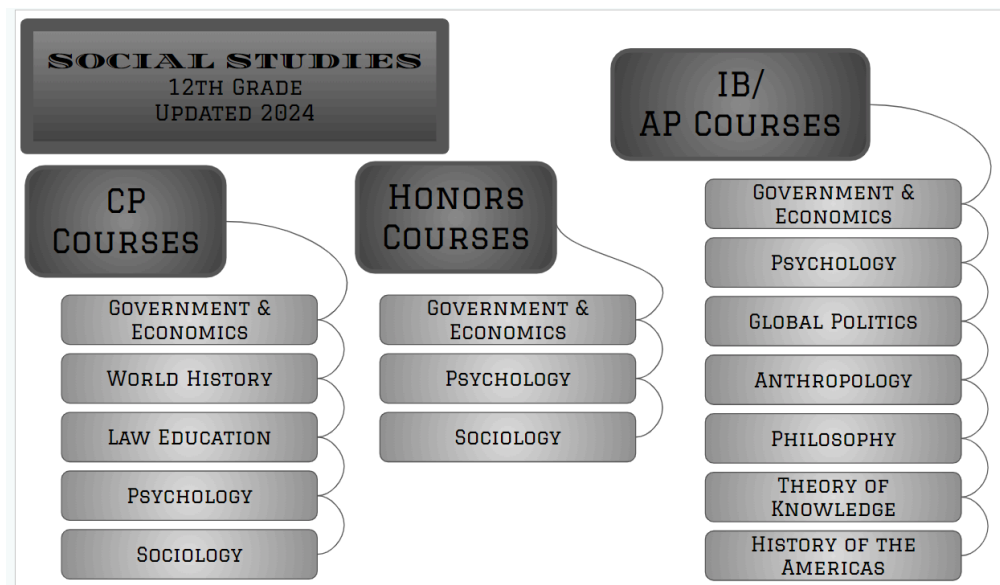 SOCIAL STUDIES
12TH GRADE
UPDATED 2024
CP
COURSES
GOVERNMENT &
ECONOMICS
WORLD HISTORY
LAW EDUCATION
PSYCHOLOGY
SOCIOLOGY
HONORS
COURSES
GOVERNMENT &
ECONOMICS
PSYCHOLOGY
SOCIOLOGY
IB/
AP COURSES
GOVERNMENT &
ECONOMICS
PSYCHOLOGY
GLOBAL POLITICS
ANTHROPOLOGY
PHILOSOPHY
THEORY OF
KNOWLEDGE
HISTORY OF THE
AMERICAS